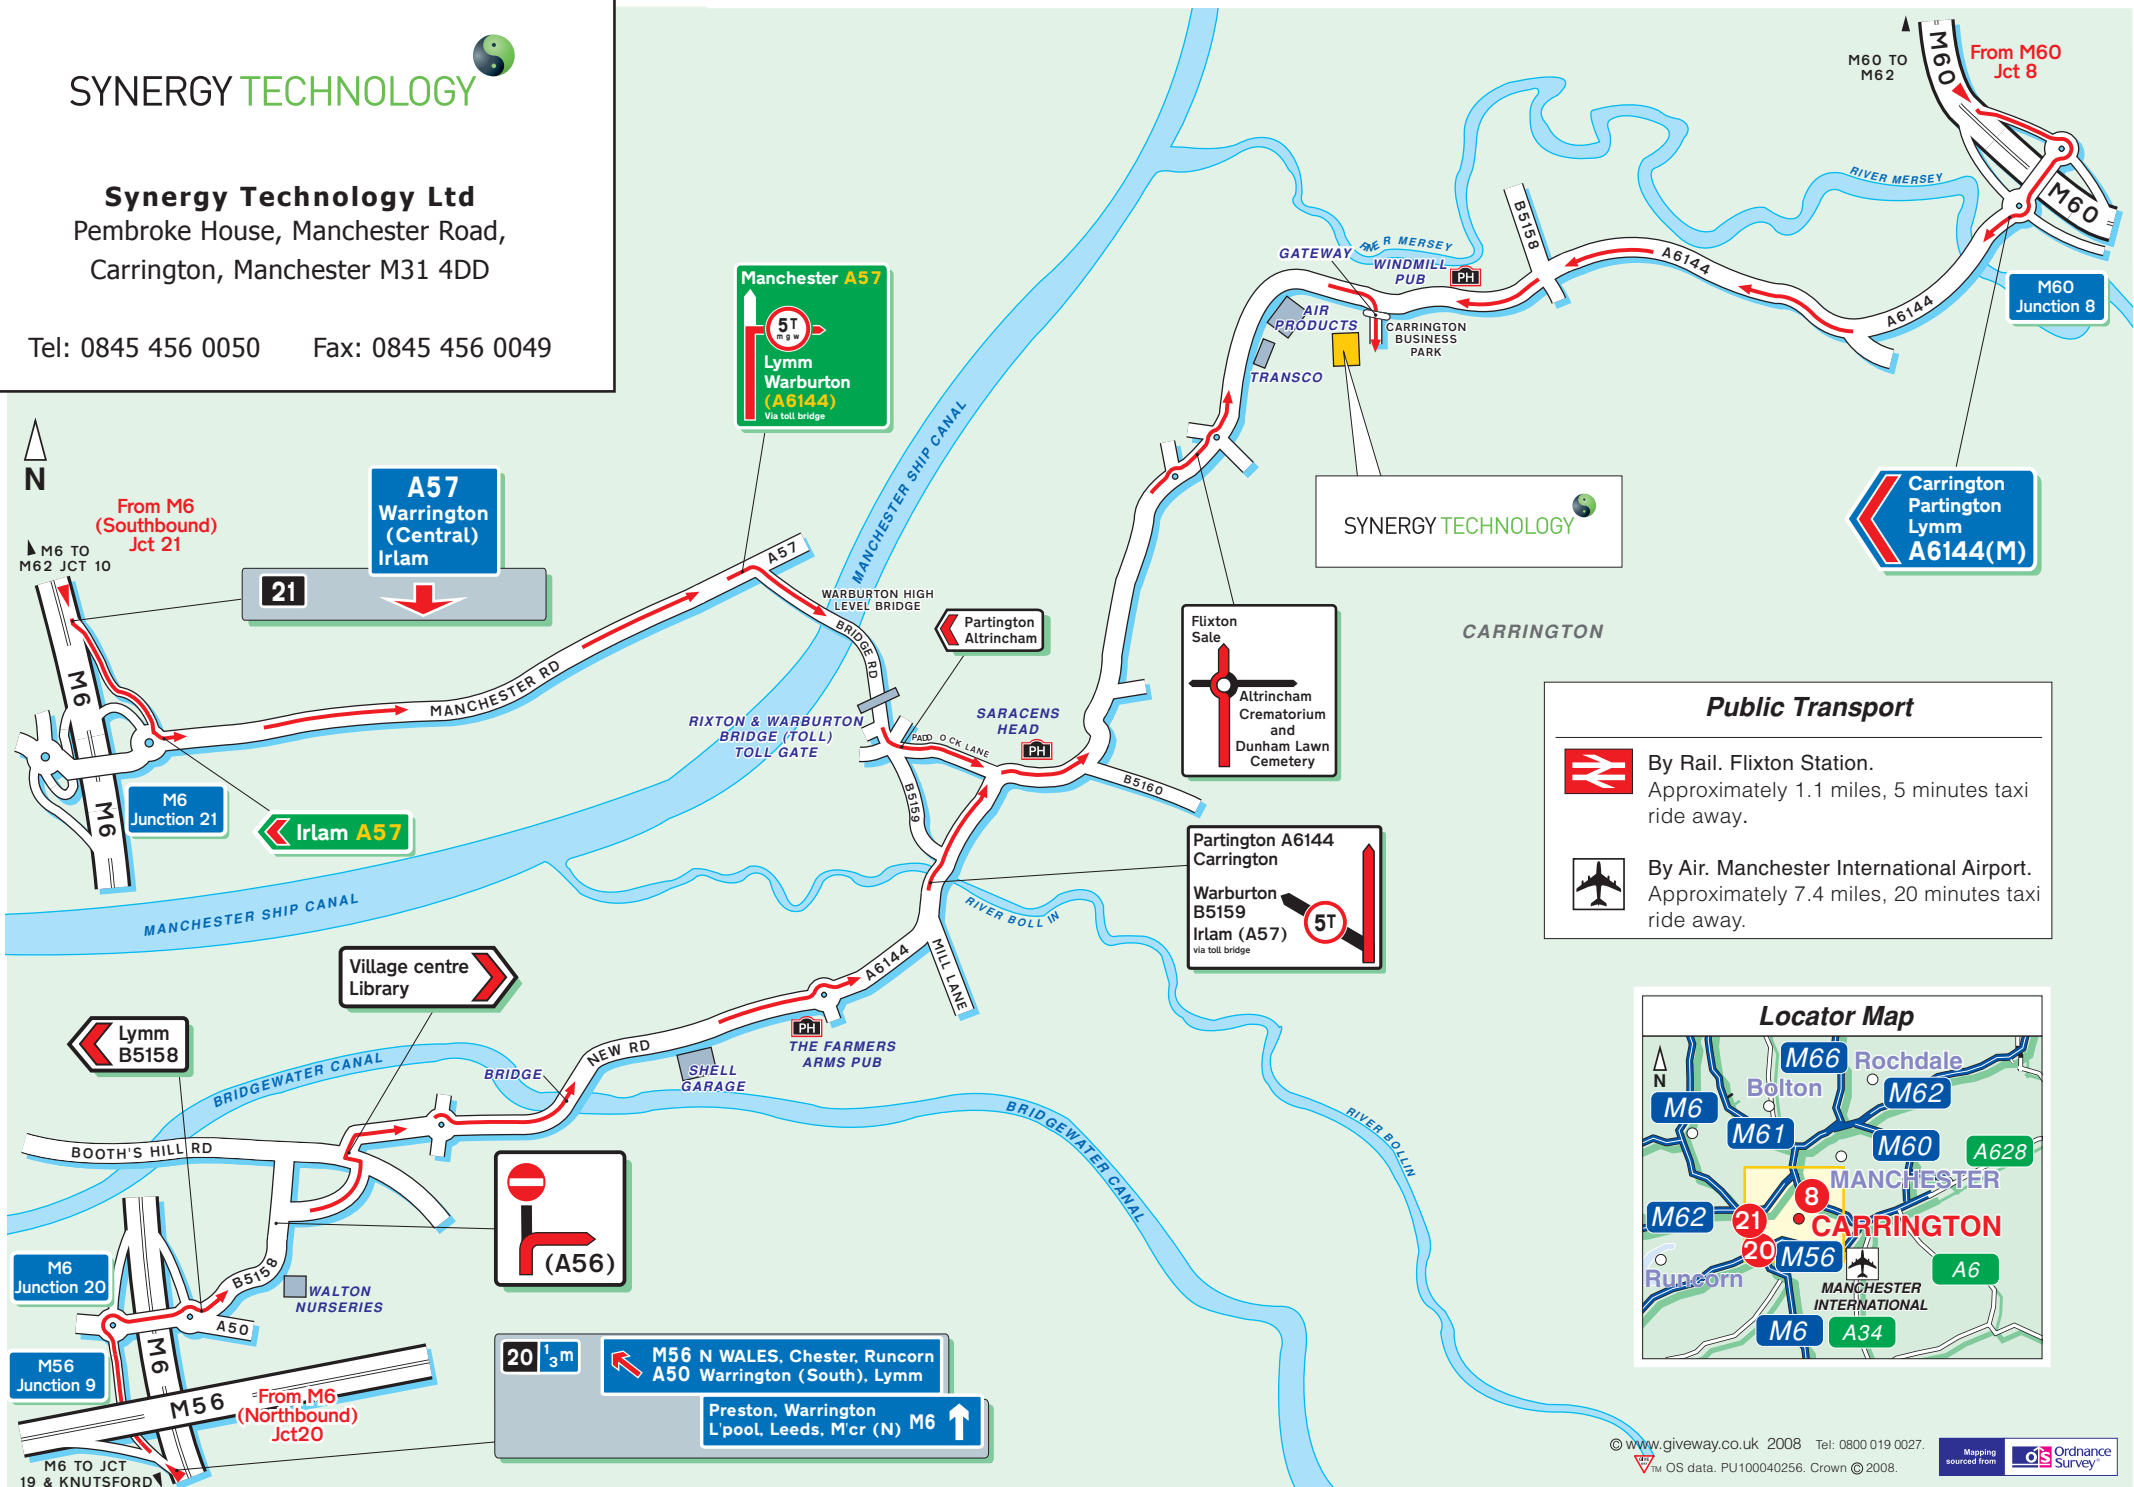 SYNERGY TECHNOLOGY
Synergy Technology Ltd
Pembroke House, Manchester Road,
Carrington, Manchester M31 4DD
Tel: 0845 456 0050 Fax: 0845 456 0049
N
From M6
(Southbound)
Jct 21
M6 TO
M62 JCT 10
21
A57
Warrington
(Central)
Irlam
M6
M6
M6
Junction 21
Irlam A57
MANCHESTER RD
Manchester A57
5T
mgw
Lymm
Warburton
(A6144)
Via toll bridge
A57
MANCHESTER SHIP CANAL
WARBURTON HIGH
LEVEL BRIDGE
BRIDGE RD
Partington
Altrincham
RIXTON & WARBURTON
BRIDGE (TOLL)
TOLL GATE
PADDOCK LANE
SARACENS
HEAD
PH
B5159
B5160
MANCHESTER SHIP CANAL
M60 TO
M62
M60
From M60
Jct 8
M60
RIVER MERSEY
M60
Junction 8
A6144
A6144
B5158
RIVER MERSEY
GATEWAY
WINDMILL
PUB
PH
AIR
PRODUCTS
CARRINGTON
BUSINESS
PARK
TRANSCO
SYNERGY TECHNOLOGY
Carrington
Partington
Lymm
A6144(M)
CARRINGTON
Flixton
Sale
Altrincham
Crematorium
and
Dunham Lawn
Cemetery
Partington A6144
Carrington
Warburton
B5159
Irlam (A57)
via toll bridge
5T
RIVER BOLLIN
MILL LANE
A6144
PH
THE FARMERS
ARMS PUB
NEW RD
SHELL
GARAGE
BRIDGE
Village centre
Library
Lymm
B5158
BRIDGEWATER CANAL
BOOTH'S HILL RD
BRIDGEWATER CANAL
RIVER BOLLIN
(A56)
B5158
WALTON
NURSERIES
M6
Junction 20
A50
M56
Junction 9
M6
M56
From M6
(Northbound)
Jct20
M6 TO JCT
19 & KNUTSFORD
20 1/3m
M56 N WALES, Chester, Runcorn
A50 Warrington (South), Lymm
Preston, Warrington
L'pool, Leeds, M'cr (N) M6
Public Transport
By Rail. Flixton Station.
Approximately 1.1 miles, 5 minutes taxi
ride away.
By Air. Manchester International Airport.
Approximately 7.4 miles, 20 minutes taxi
ride away.
Locator Map
N
M66
Rochdale
Bolton
M62
M6
M61
M60
A628
MANCHESTER
8
M62
21
CARRINGTON
20
M56
Runcorn
A6
MANCHESTER
INTERNATIONAL
M6
A34
© www.giveway.co.uk 2008 Tel: 0800 019 0027.
TM OS data. PU100040256. Crown © 2008.
Mapping
sourced from
OS Ordnance
Survey